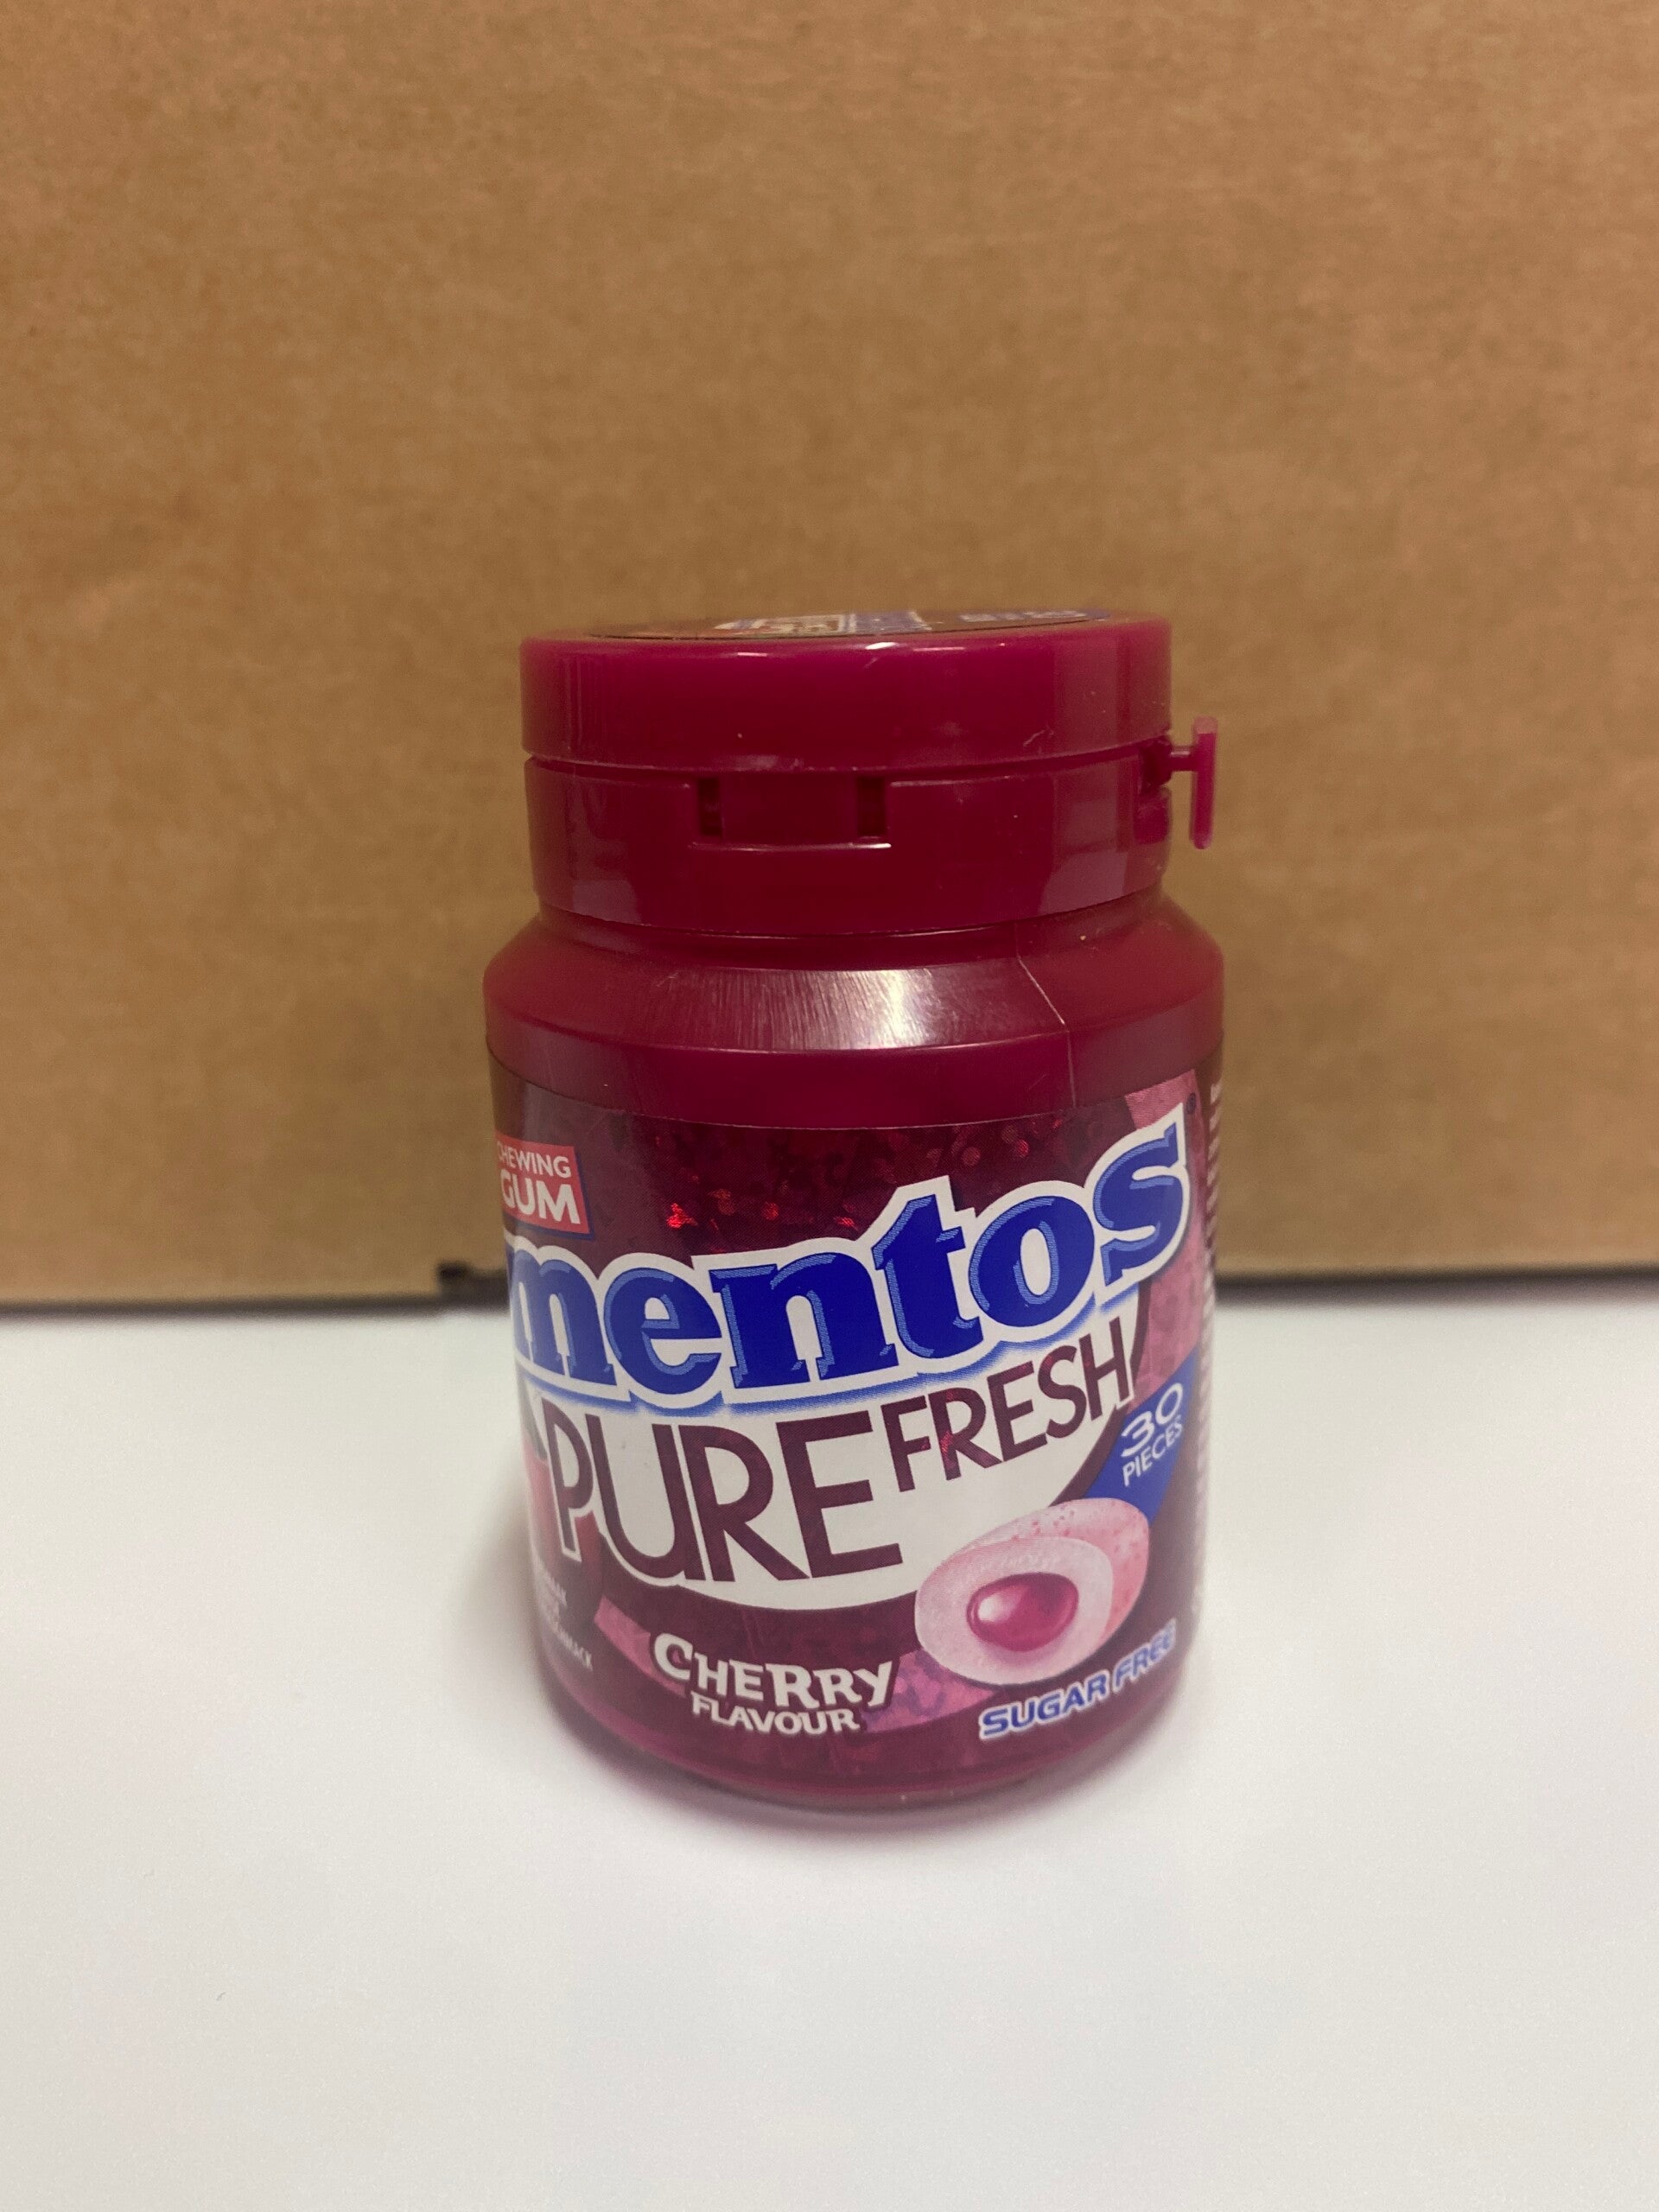 CHEWING
GUM
mentos
PURE FRESH
30
PIECES
CHERRY
FLAVOUR
SUGAR FREE